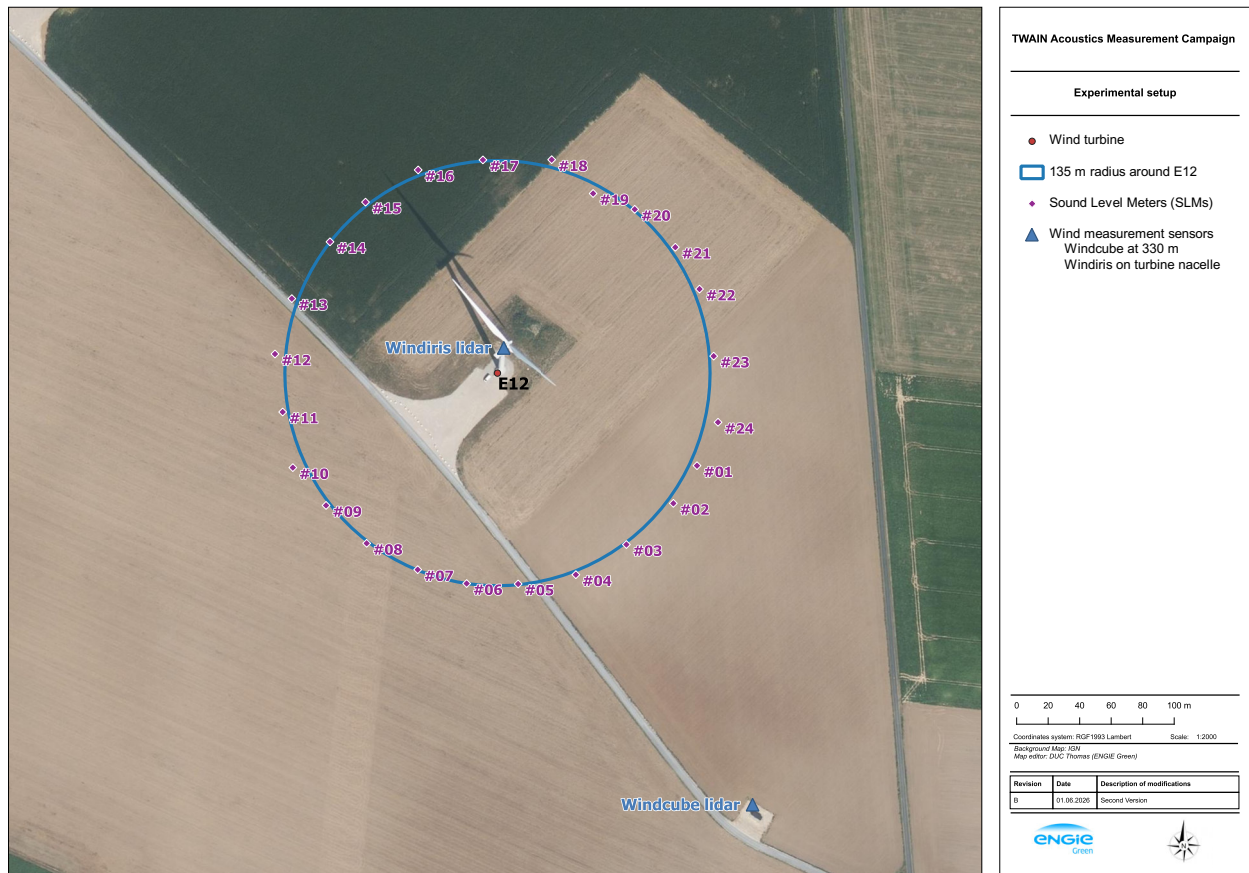 TWAIN Acoustics Measurement Campaign
Experimental setup
Wind turbine
135 m radius around E12
Sound Level Meters (SLMs)
Wind measurement sensors
Windcube at 330 m
Windiris on turbine nacelle
#17
#18
#16
#19
#15
#20
#14
#21
#22
#13
Windiris lidar
#12
#23
E12
#11
#24
#10
#01
#09
#02
#08
#03
#07
#04
#06
#05
Windcube lidar
0 20 40 60 80 100 m
Coordinates system: RGF1993 Lambert Scale: 1:2000
Background Map: IGN
Map editor: DUC Thomas (ENGIE Green)
Revision Date Description of modifications
B 01.06.2026 Second Version
ENGIE
Green
N